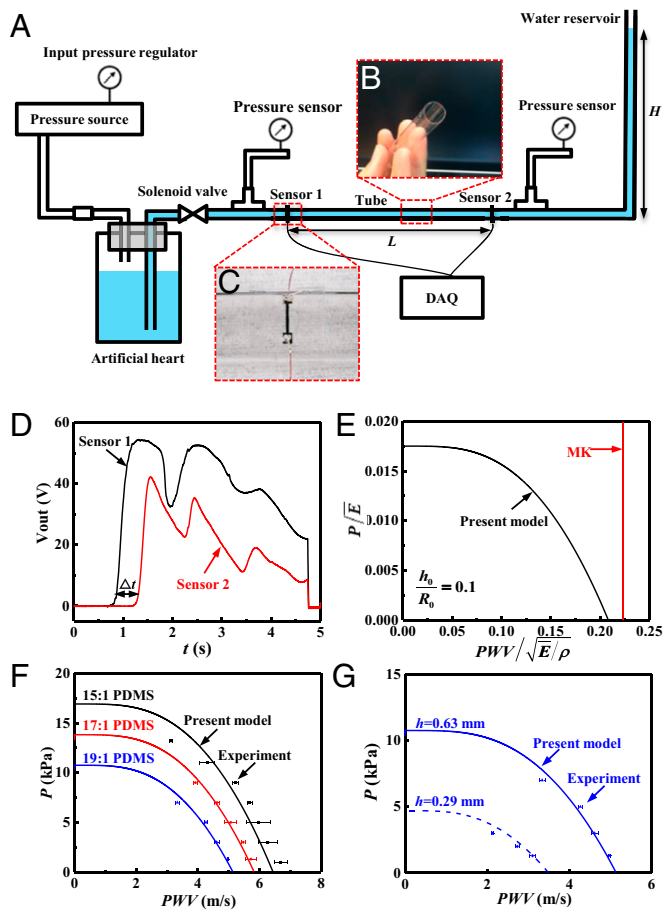 A
Water reservoir
Input pressure regulator
Pressure source
Pressure sensor
Pressure sensor
H
B
Solenoid valve
Sensor 1
Tube
Sensor 2
L
C
DAQ
Artificial heart
D
60
40
20
0
Vout (V)
Sensor 1
Sensor 2
Δt
0 1 2 3 4 5
t (s)
E
0.020
0.015
0.010
0.005
0.000
P/E̅
MK
Present model
h₀/R₀ = 0.1
0.00 0.05 0.10 0.15 0.20 0.25
PWV/√E̅/ρ
F
20
15
10
5
0
P (kPa)
15:1 PDMS
17:1 PDMS
19:1 PDMS
Present model
Experiment
0 2 4 6 8
PWV (m/s)
G
15
10
5
0
P (kPa)
h=0.63 mm
Present model
Experiment
h=0.29 mm
0 2 4 6
PWV (m/s)